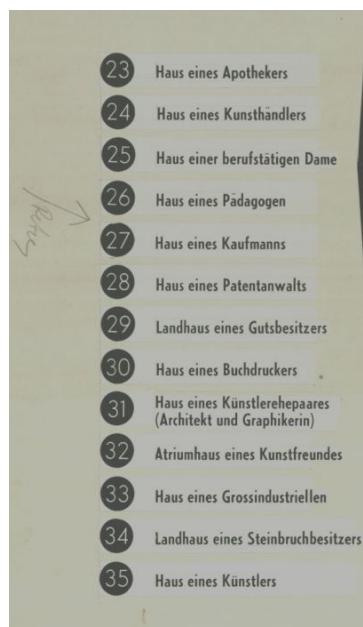 23 Haus eines Apothekers
24 Haus eines Kunsthändlers
25 Haus einer berufstätigen Dame
26 Haus eines Pädagogen
27 Haus eines Kaufmanns
28 Haus eines Patentanwalts
29 Landhaus eines Gutsbesitzers
30 Haus eines Buchdruckers
31 Haus eines Künstlerehepaares
(Architekt und Graphikerin)
32 Atriumhaus eines Kunstfreundes
33 Haus eines Grossindustriellen
34 Landhaus eines Steinbruchbesitzers
35 Haus eines Künstlers